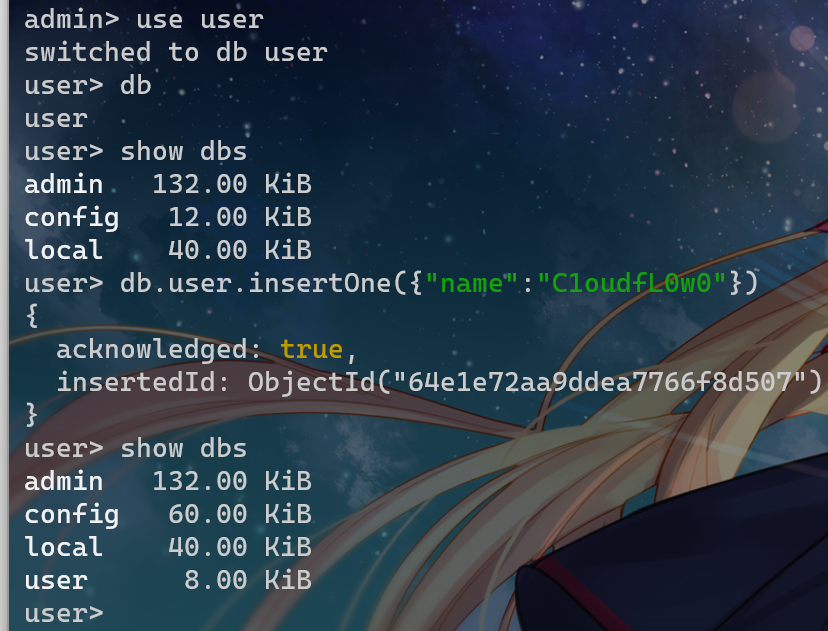 admin> use user
switched to db user
user> db
user
user> show dbs
admin   132.00 KiB
config   12.00 KiB
local    40.00 KiB
user> db.user.insertOne({"name":"C1oudfL0w0"})
{
  acknowledged: true,
  insertedId: ObjectId("64e1e72aa9ddea7766f8d507")
}
user> show dbs
admin   132.00 KiB
config   60.00 KiB
local    40.00 KiB
user      8.00 KiB
user>